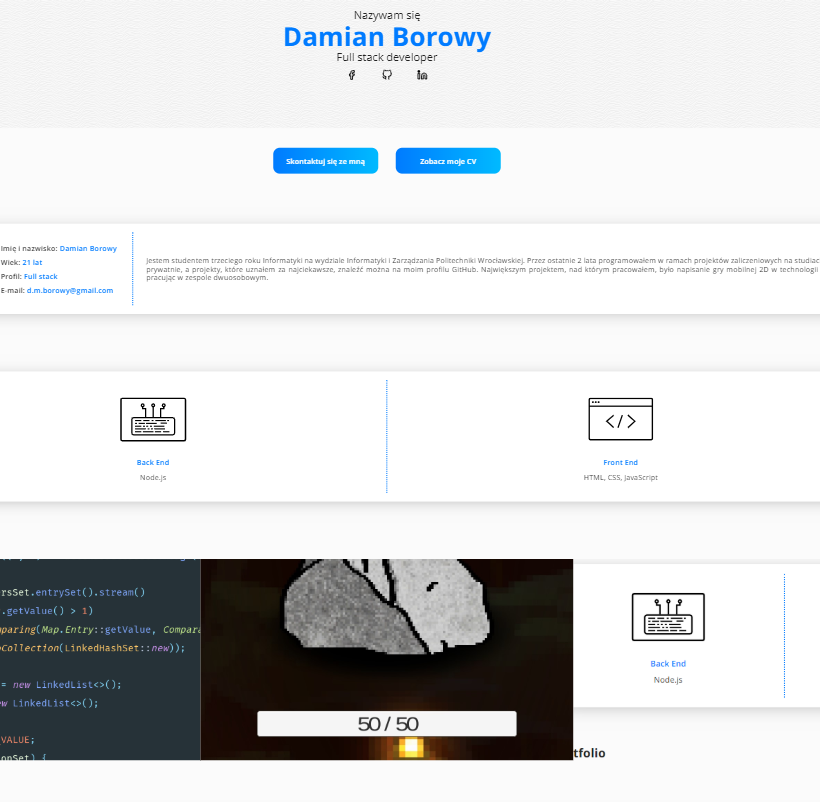 Nazywam się
Damian Borowy
Full stack developer
Skontaktuj się ze mną
Zobacz moje CV
Imię i nazwisko: Damian Borowy
Wiek: 21 lat
Profil: Full stack
E-mail: d.m.borowy@gmail.com
Jestem studentem trzeciego roku Informatyki na wydziale Informatyki i Zarządzania Politechniki Wrocławskiej. Przez ostatnie 2 lata programowałem w ramach projektów zaliczeniowych na studiac
prywatnie, a projekty, które uznałem za najciekawsze, znaleźć można na moim profilu GitHub. Największym projektem, nad którym pracowałem, było napisanie gry mobilnej 2D w technologii
pracując w zespole dwuosobowym.
Back End
Node.js
Front End
HTML, CSS, JavaScript
rsSet.entrySet().stream()
.getValue() > 1)
paring(Map.Entry::getValue, Compara
Collection(LinkedHashSet::new));
= new LinkedList<>();
ew LinkedList<>();
VALUE;
onSet) {
50 / 50
Back End
Node.js
tfolio